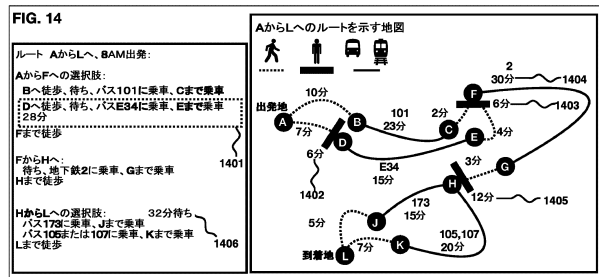 FIG. 14
ルート AからLへ、8AM出発:
AからFへの選択肢:
Bへ徒歩、待ち、バス101に乗車、Cまで乗車
Dへ徒歩、待ち、バスE34に乗車、Eまで乗車
28分
Fまで徒歩
1401
FからHへ:
待ち、地下鉄2に乗車、Gまで乗車
Hまで徒歩
HからLへの選択肢: 32分待ち
バス173に乗車、Jまで乗車
バス105または107に乗車、Kまで乗車
Lまで徒歩
1406
AからLへのルートを示す地図
2
30分
1404
F
10分
出発地
6分
1403
A
101
2分
B
23分
C
E
4分
7分
D
6分
3分
G
E34
15分
H
12分
1405
1402
173
15分
5分
J
105,107
20分
7分
K
L
到着地